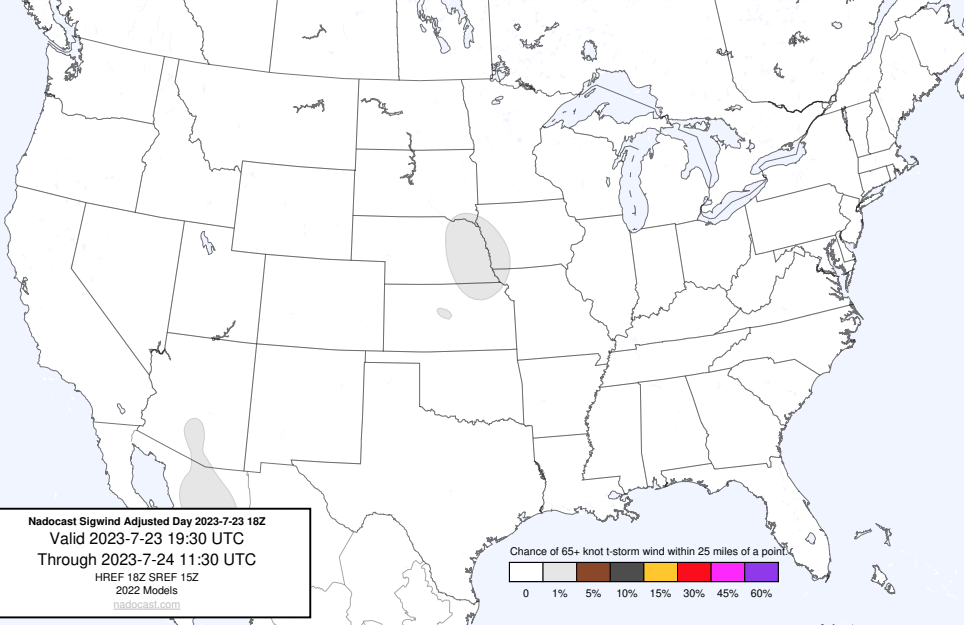 Nadocast Sigwind Adjusted Day 2023-7-23 18Z
Valid 2023-7-23 19:30 UTC
Through 2023-7-24 11:30 UTC
HREF 18Z SREF 15Z
2022 Models
nadocast.com
Chance of 65+ knot t-storm wind within 25 miles of a point.
0 1% 5% 10% 15% 30% 45% 60%